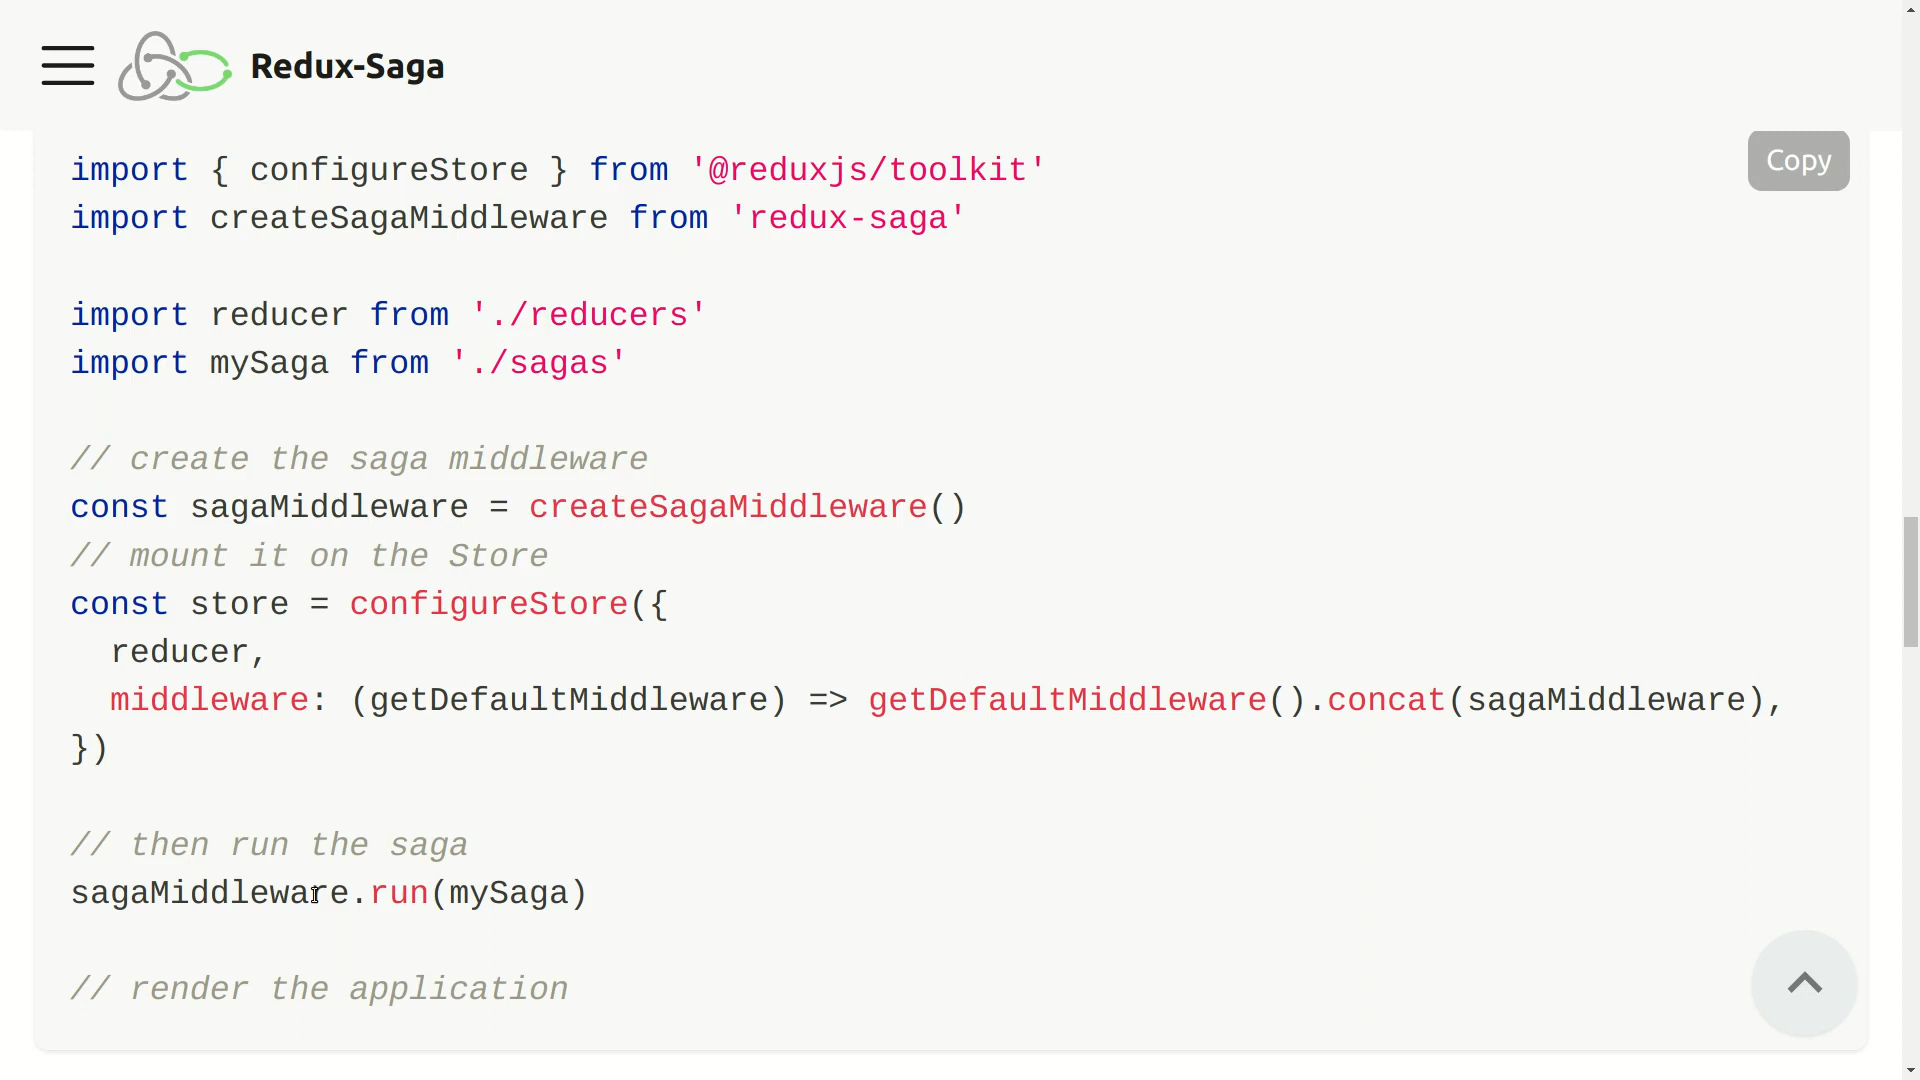 Redux-Saga
Copy
import { configureStore } from '@reduxjs/toolkit'
import createSagaMiddleware from 'redux-saga'
import reducer from './reducers'
import mySaga from './sagas'
// create the saga middleware
const sagaMiddleware = createSagaMiddleware()
// mount it on the Store
const store = configureStore({
  reducer,
  middleware: (getDefaultMiddleware) => getDefaultMiddleware().concat(sagaMiddleware),
})
// then run the saga
sagaMiddleware.run(mySaga)
// render the application